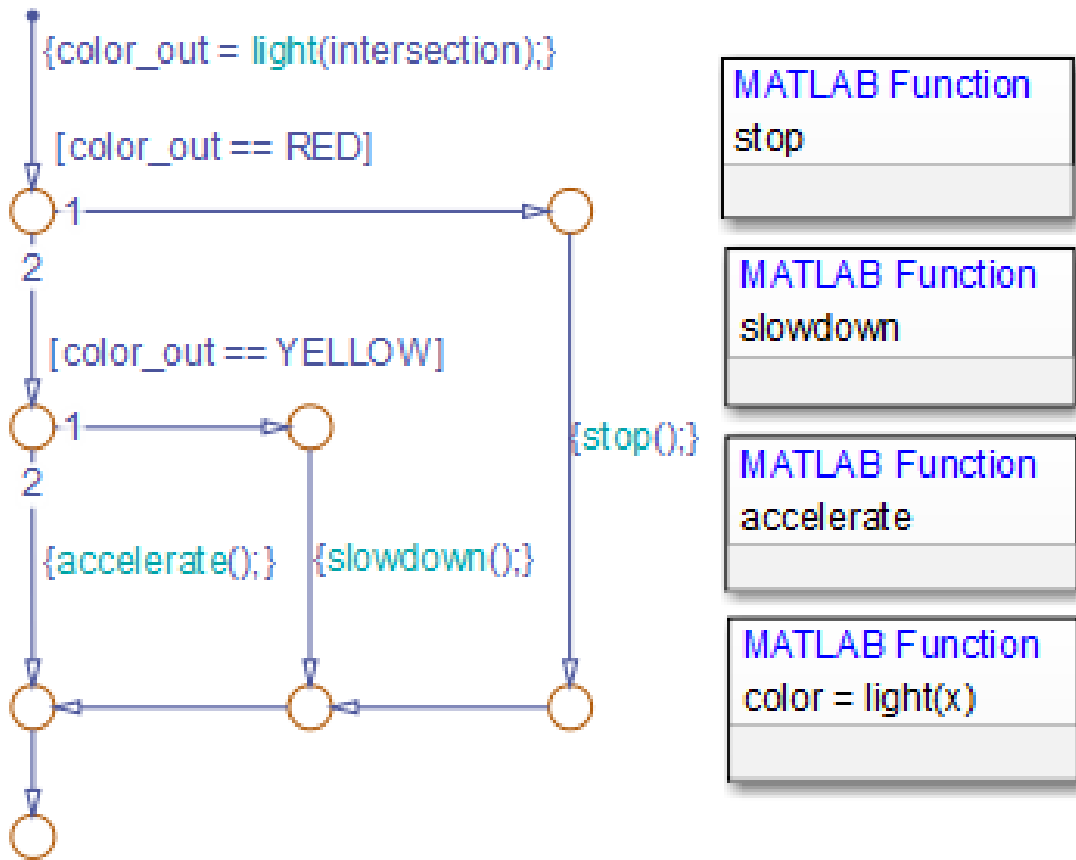 {color_out = light(intersection);}
[color_out == RED]
1
2
[color_out == YELLOW]
1
2
{stop();}
{accelerate();}
{slowdown();}
MATLAB Function
stop
MATLAB Function
slowdown
MATLAB Function
accelerate
MATLAB Function
color = light(x)